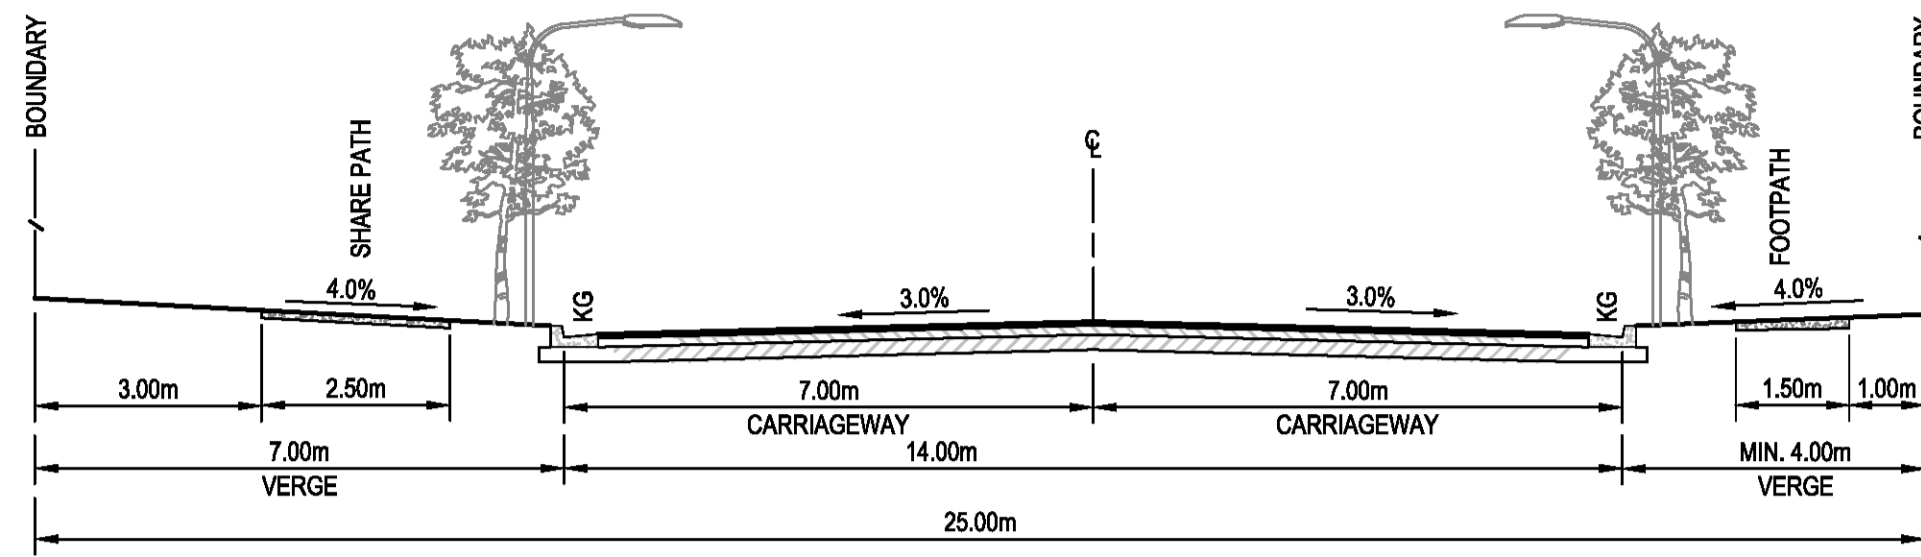 BOUNDARY
SHARE PATH
℄
FOOTPATH
BOUNDARY
4.0%
KG
3.0%
3.0%
KG
4.0%
3.00m
2.50m
7.00m
7.00m
1.50m
1.00m
CARRIAGEWAY
CARRIAGEWAY
7.00m
14.00m
MIN. 4.00m
VERGE
VERGE
25.00m